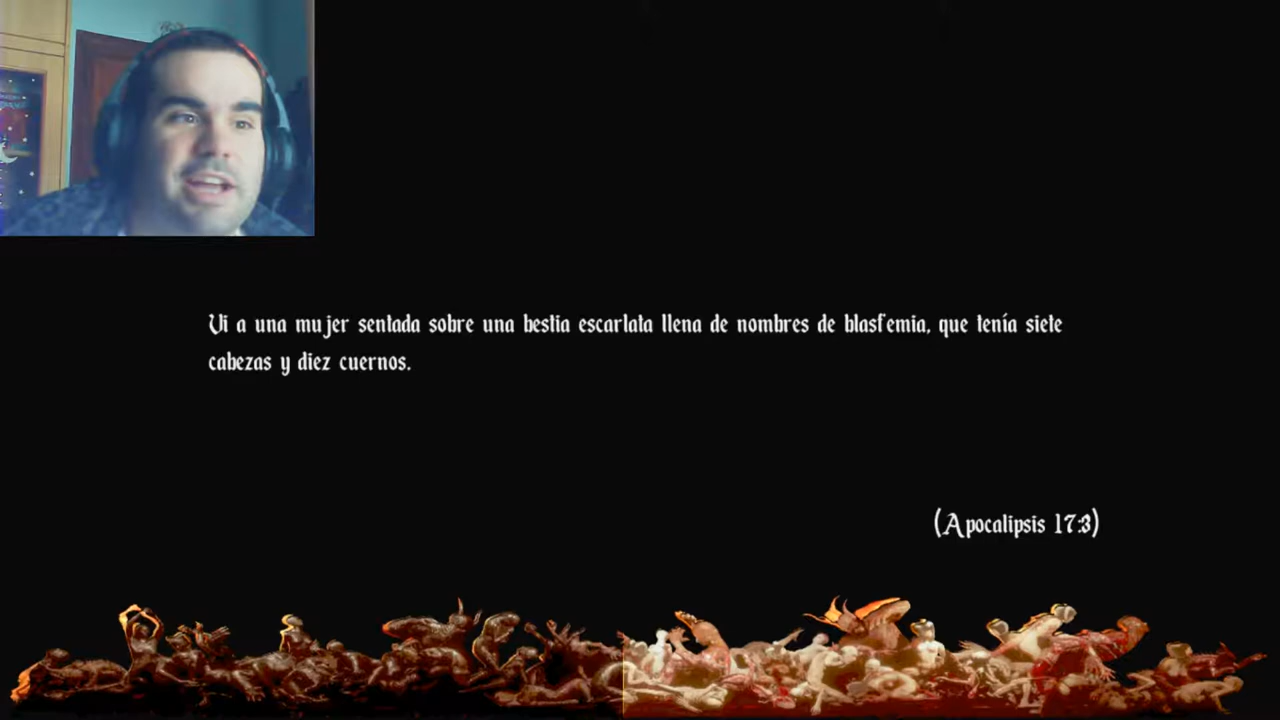 Vi a una mujer sentada sobre una bestia escarlata llena de nombres de blasfemia, que tenía siete
cabezas y diez cuernos.
(Apocalipsis 17:3)